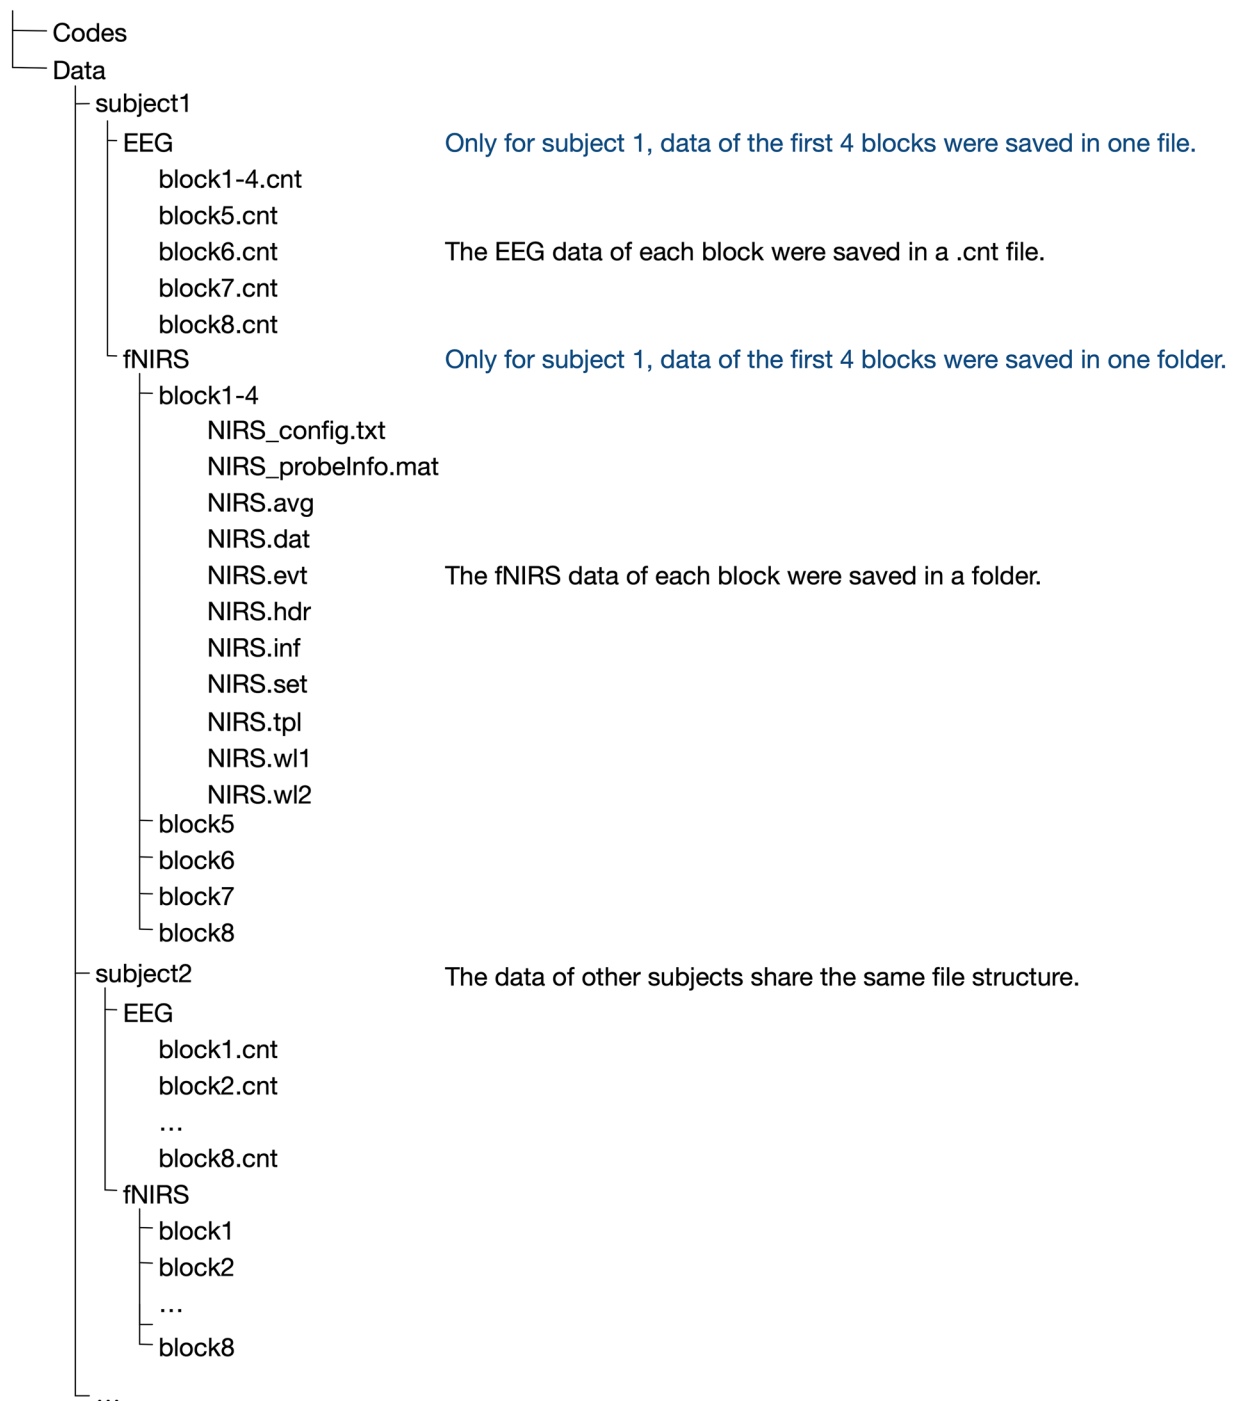 Codes
Data
subject1
EEG Only for subject 1, data of the first 4 blocks were saved in one file.
block1-4.cnt
block5.cnt
block6.cnt The EEG data of each block were saved in a .cnt file.
block7.cnt
block8.cnt
fNIRS Only for subject 1, data of the first 4 blocks were saved in one folder.
block1-4
NIRS_config.txt
NIRS_probeInfo.mat
NIRS.avg
NIRS.dat
NIRS.evt The fNIRS data of each block were saved in a folder.
NIRS.hdr
NIRS.inf
NIRS.set
NIRS.tpl
NIRS.wl1
NIRS.wl2
block5
block6
block7
block8
subject2 The data of other subjects share the same file structure.
EEG
block1.cnt
block2.cnt
...
block8.cnt
fNIRS
block1
block2
...
block8
...